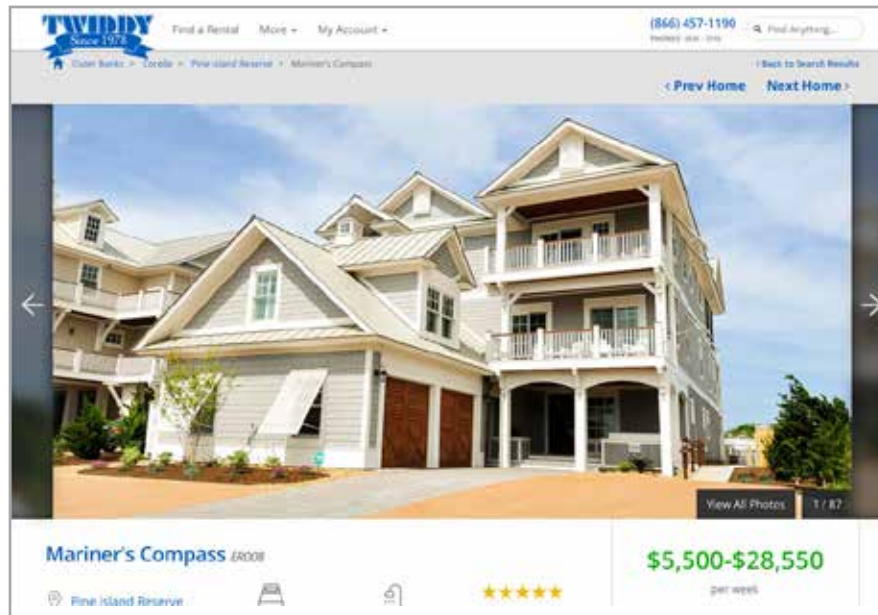 TWIDDY
Since 1978
Find a Rental More My Account
(866) 457-1190
Find Anything...
Outer Banks > Corolla > Pine Island Reserve > Mariner's Compass
‹ Back to Search Results
‹ Prev Home Next Home ›
View All Photos 1 / 87
Mariner's Compass ER008
$5,500-$28,550
per week
Pine Island Reserve